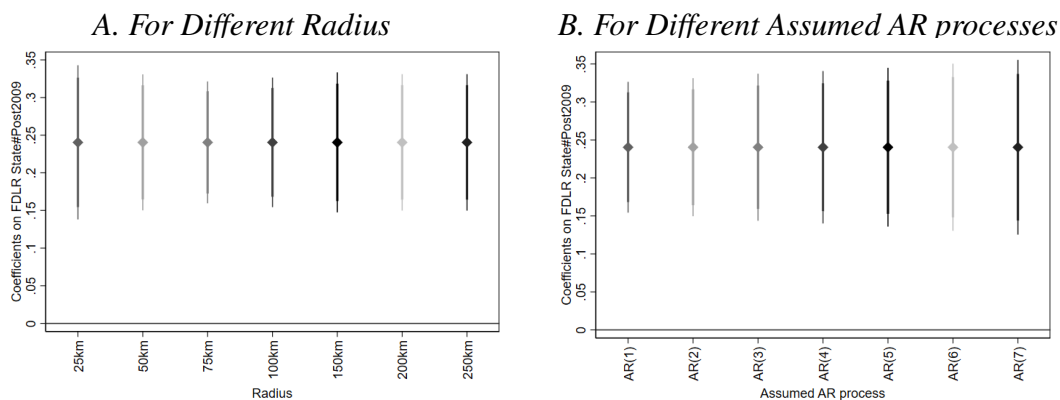 A. For Different Radius
Coefficients on FDLR State#Post2009
.35
.3
.25
.2
.15
.1
.05
0
25km
50km
75km
100km
150km
200km
250km
Radius
B. For Different Assumed AR processes
Coefficients on FDLR State#Post2009
.35
.3
.25
.2
.15
.1
.05
0
AR(1)
AR(2)
AR(3)
AR(4)
AR(5)
AR(6)
AR(7)
Assumed AR process